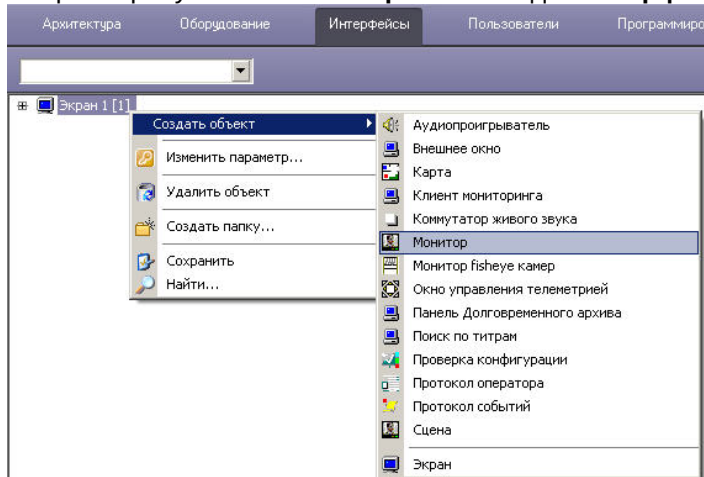 Архитектура Оборудование Интерфейсы Пользователи Программиро
Экран 1 [1]
Создать объект
Изменить параметр...
Удалить объект
Создать папку...
Сохранить
Найти...
Аудиопроигрыватель
Внешнее окно
Карта
Клиент мониторинга
Коммутатор живого звука
Монитор
Монитор fisheye камер
Окно управления телеметрией
Панель Долговременного архива
Поиск по титрам
Проверка конфигурации
Протокол оператора
Протокол событий
Сцена
Экран